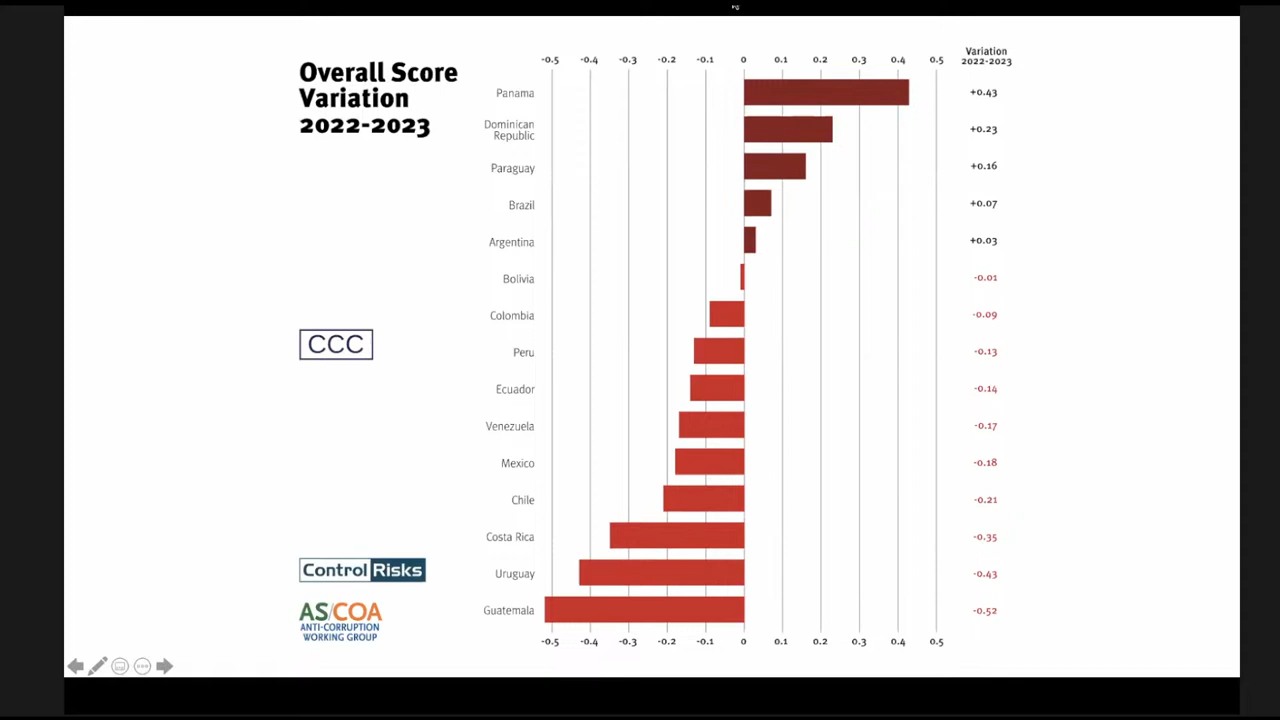 Overall Score
Variation
2022-2023
-0.5 -0.4 -0.3 -0.2 -0.1 0 0.1 0.2 0.3 0.4 0.5
Variation
2022-2023
Panama +0.43
Dominican
Republic +0.23
Paraguay +0.16
Brazil +0.07
Argentina +0.03
Bolivia -0.01
Colombia -0.09
Peru -0.13
Ecuador -0.14
Venezuela -0.17
Mexico -0.18
Chile -0.21
Costa Rica -0.35
Uruguay -0.43
Guatemala -0.52
-0.5 -0.4 -0.3 -0.2 -0.1 0 0.1 0.2 0.3 0.4 0.5
CCC
Control Risks
AS/COA
ANTI-CORRUPTION
WORKING GROUP